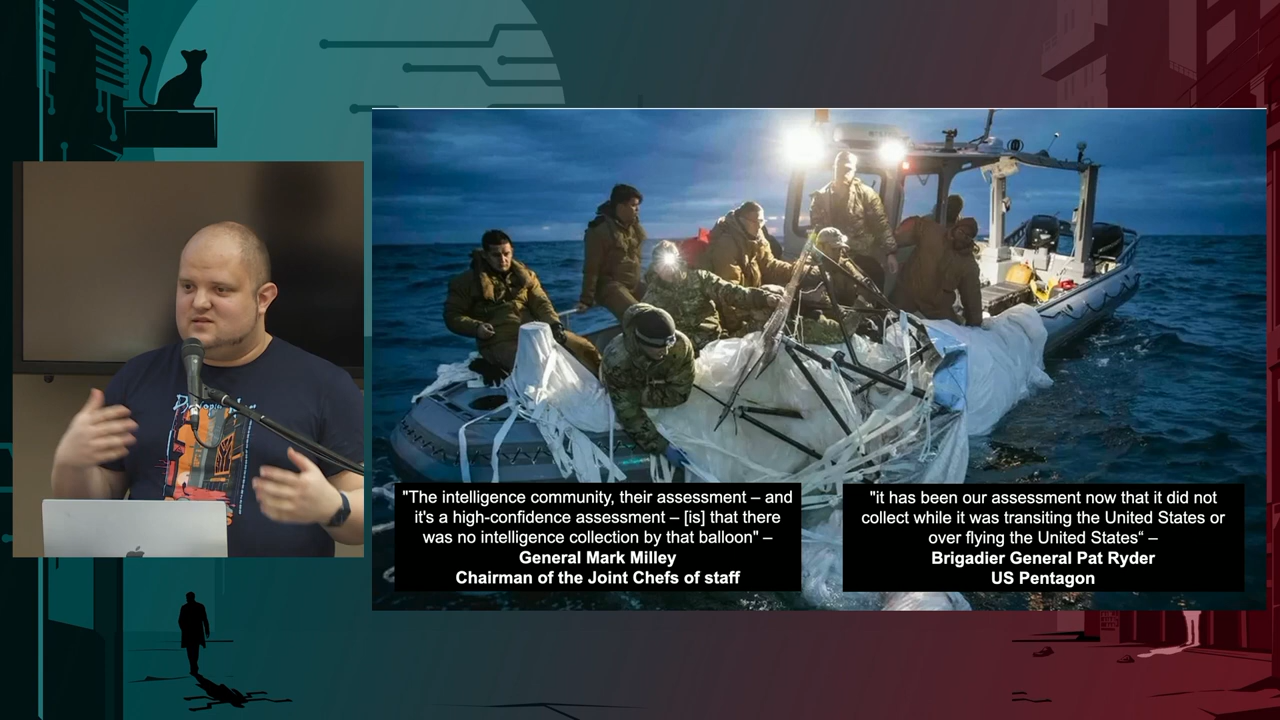 "The intelligence community, their assessment – and
it's a high-confidence assessment – [is] that there
was no intelligence collection by that balloon" –
General Mark Milley
Chairman of the Joint Chefs of staff
"it has been our assessment now that it did not
collect while it was transiting the United States or
over flying the United States“ –
Brigadier General Pat Ryder
US Pentagon